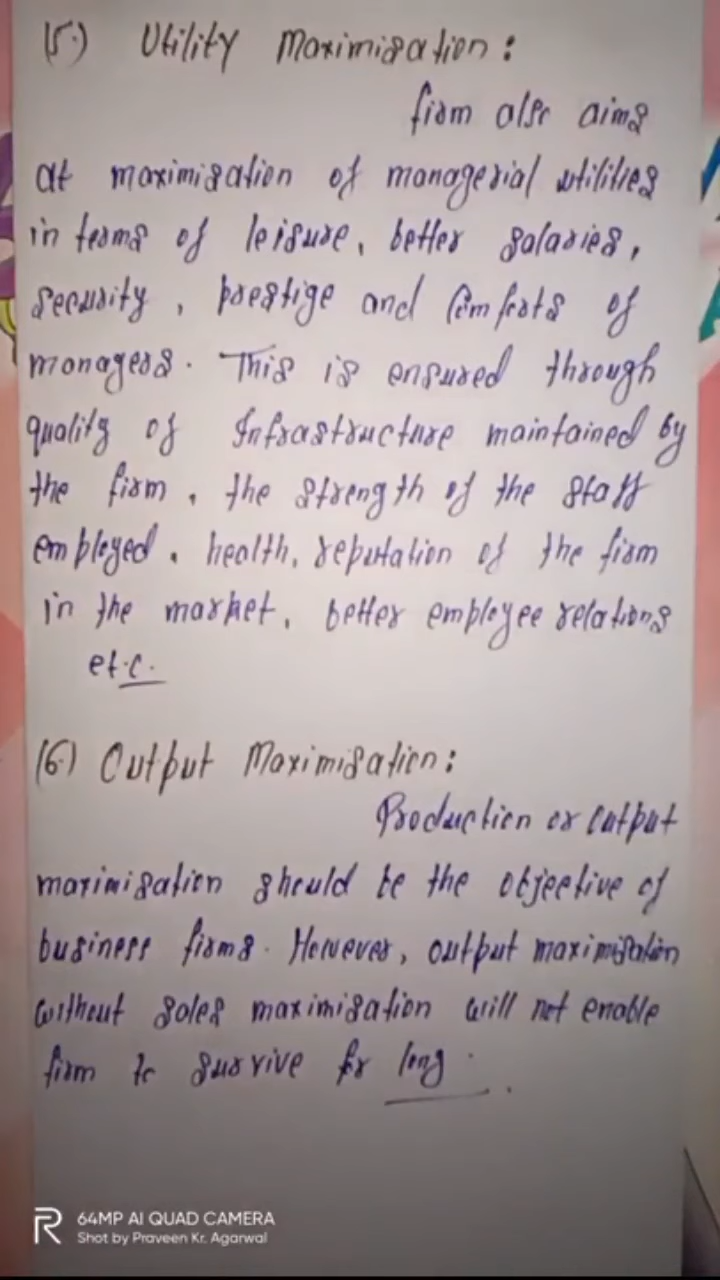 (5.) Utility Maximisation :
firm also aims
at maximisation of managerial utilities
in terms of leisure, better salaries,
security, prestige and Comforts of
managers. This is ensured through
quality of Infrastructure maintained by
the firm, the strength of the staff
employed, health, reputation of the firm
in the market, better employee relations
et.c.
(6.) Output Maximisation :
Production or output
maximisation should be the objective of
business firms. However, output maximisation
without sales maximisation will not enable
firm to survive for long.
64MP AI QUAD CAMERA
Shot by Praveen Kr. Agarwal